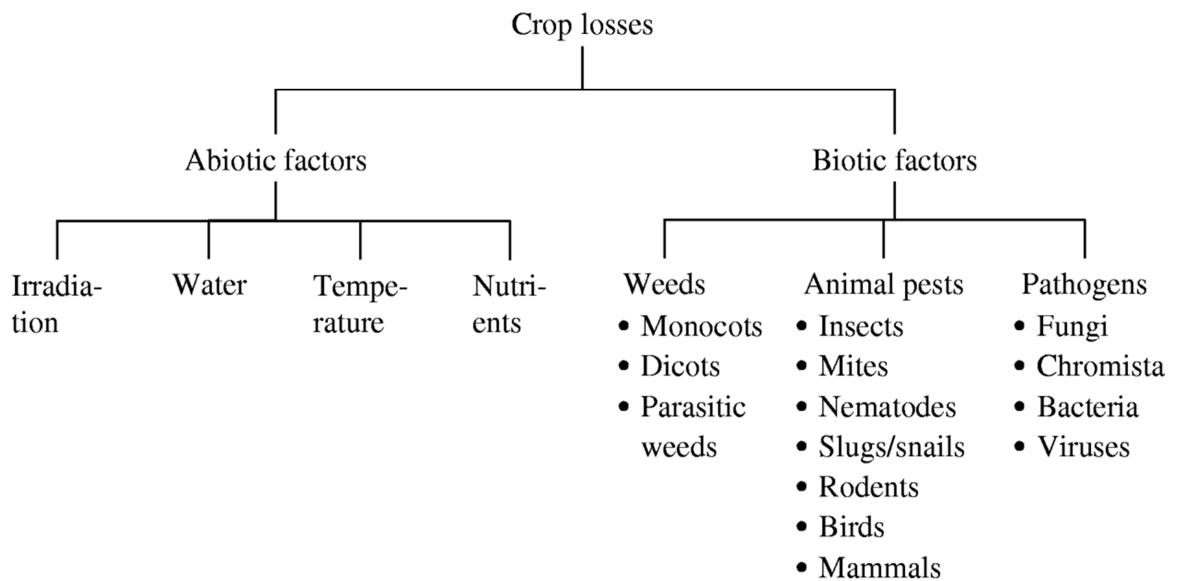 Crop losses
Abiotic factors
Biotic factors
Irradia-
tion
Water
Tempe-
rature
Nutri-
ents
Weeds
• Monocots
• Dicots
• Parasitic
weeds
Animal pests
• Insects
• Mites
• Nematodes
• Slugs/snails
• Rodents
• Birds
• Mammals
Pathogens
• Fungi
• Chromista
• Bacteria
• Viruses